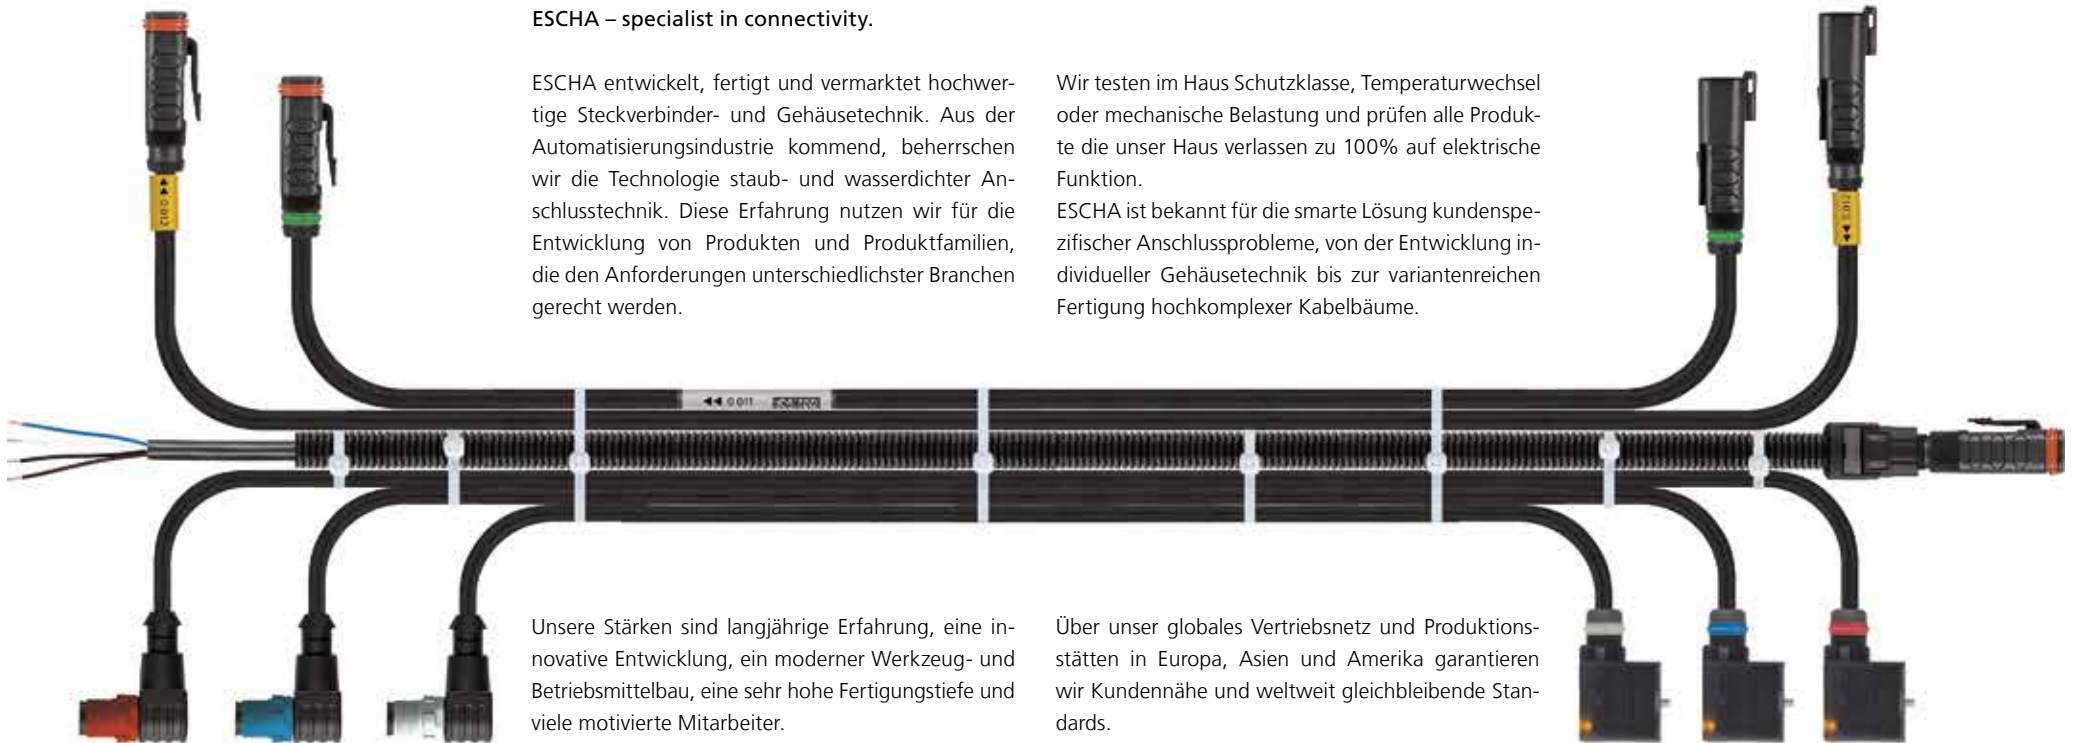 ESCHA – specialist in connectivity.
ESCHA entwickelt, fertigt und vermarktet hochwer-
tige Steckverbinder- und Gehäusetechnik. Aus der
Automatisierungsindustrie kommend, beherrschen
wir die Technologie staub- und wasserdichter An-
schlusstechnik. Diese Erfahrung nutzen wir für die
Entwicklung von Produkten und Produktfamilien,
die den Anforderungen unterschiedlichster Branchen
gerecht werden.
Wir testen im Haus Schutzklasse, Temperaturwechsel
oder mechanische Belastung und prüfen alle Produk-
te die unser Haus verlassen zu 100% auf elektrische
Funktion.
ESCHA ist bekannt für die smarte Lösung kundenspe-
zifischer Anschlussprobleme, von der Entwicklung in-
dividueller Gehäusetechnik bis zur variantenreichen
Fertigung hochkomplexer Kabelbäume.
0.012
0.012
◄◄ 0.011
Unsere Stärken sind langjährige Erfahrung, eine in-
novative Entwicklung, ein moderner Werkzeug- und
Betriebsmittelbau, eine sehr hohe Fertigungstiefe und
viele motivierte Mitarbeiter.
Über unser globales Vertriebsnetz und Produktions-
stätten in Europa, Asien und Amerika garantieren
wir Kundennähe und weltweit gleichbleibende Stan-
dards.